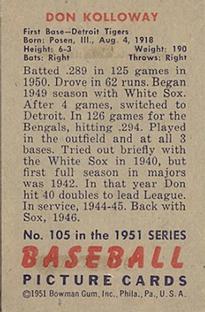 DON KOLLOWAY
First Base—Detroit Tigers
Born: Posen, Ill., Aug. 4, 1918
Height: 6-3 Weight: 190
Bats: Right Throws: Right
Batted .289 in 125 games in
1950. Drove in 62 runs. Began
1949 season with White Sox.
After 4 games, switched to
Detroit. In 126 games for the
Bengals, hitting .294. Played
in the outfield and at all 3
bases. Tried out briefly with
the White Sox in 1940, but
first full season in majors
was 1942. In that year Don
hit 40 doubles to lead League.
In service, 1944-45. Back with
Sox, 1946.
No. 105 in the 1951 SERIES
BASEBALL
PICTURE CARDS
©1951 Bowman Gum, Inc., Phila., Pa., U. S. A.